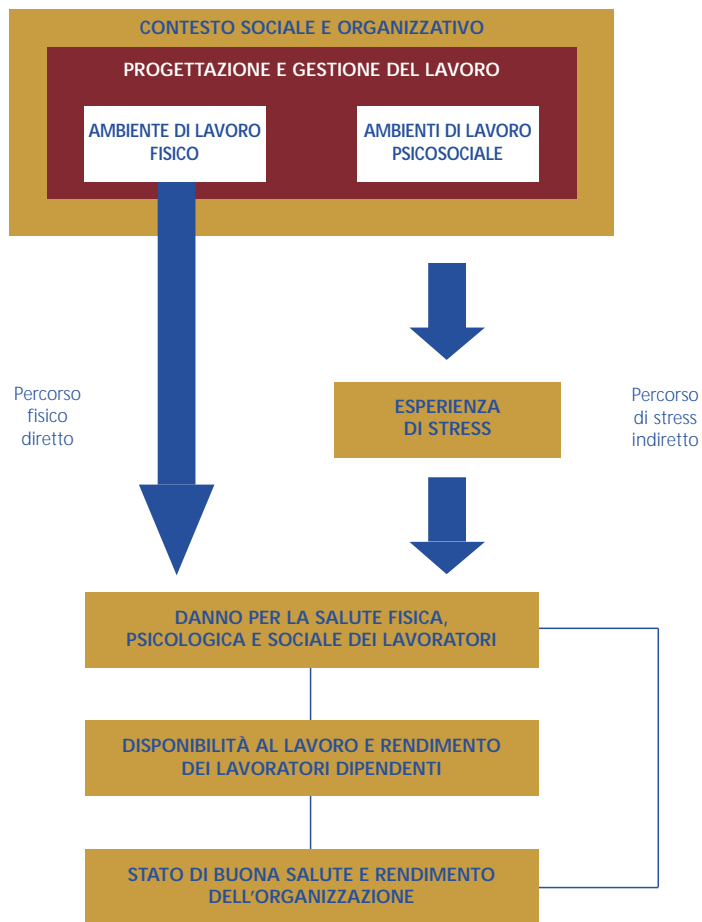 CONTESTO SOCIALE E ORGANIZZATIVO
PROGETTAZIONE E GESTIONE DEL LAVORO
AMBIENTE DI LAVORO
FISICO
AMBIENTI DI LAVORO
PSICOSOCIALE
Percorso
fisico
diretto
ESPERIENZA
DI STRESS
Percorso
di stress
indiretto
DANNO PER LA SALUTE FISICA,
PSICOLOGICA E SOCIALE DEI LAVORATORI
DISPONIBILITÀ AL LAVORO E RENDIMENTO
DEI LAVORATORI DIPENDENTI
STATO DI BUONA SALUTE E RENDIMENTO
DELL'ORGANIZZAZIONE